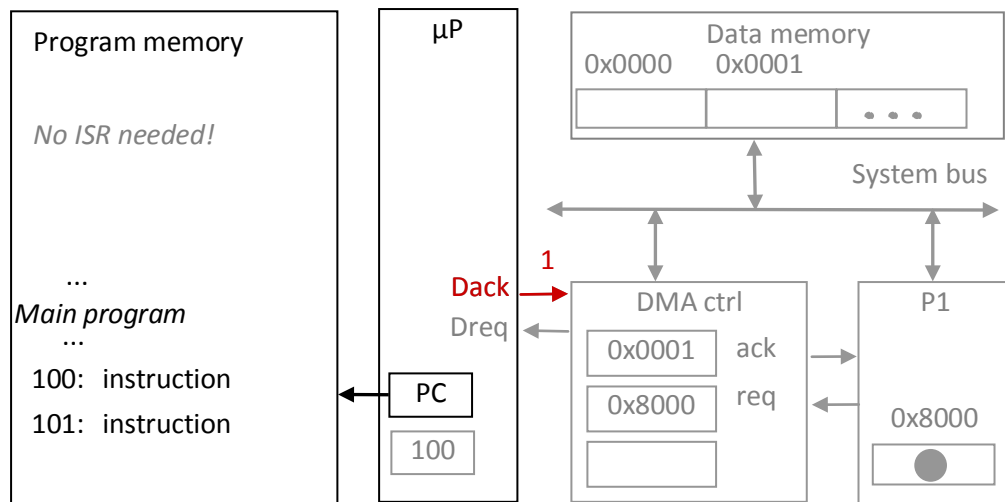 Program memory
No ISR needed!
...
Main program
...
100: instruction
101: instruction
µP
Dack
Dreq
PC
100
1
Data memory
0x0000 0x0001
System bus
DMA ctrl
0x0001
ack
0x8000
req
P1
0x8000